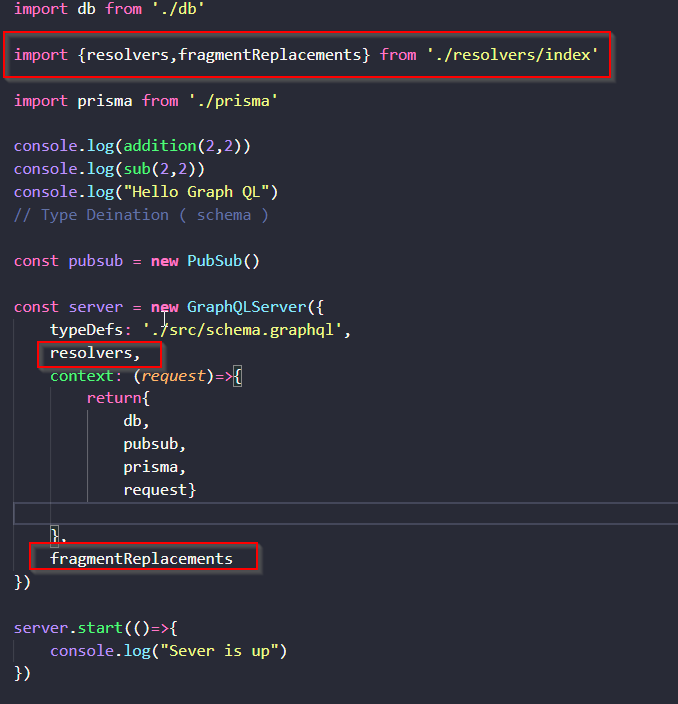 import db from './db'
import {resolvers,fragmentReplacements} from './resolvers/index'
import prisma from './prisma'
console.log(addition(2,2))
console.log(sub(2,2))
console.log("Hello Graph QL")
// Type Deination ( schema )
const pubsub = new PubSub()
const server = new GraphQLServer({
typeDefs: './src/schema.graphql',
resolvers,
context: (request)=>{
return{
db,
pubsub,
prisma,
request}
},
fragmentReplacements
})
server.start(()=>{
console.log("Sever is up")
})